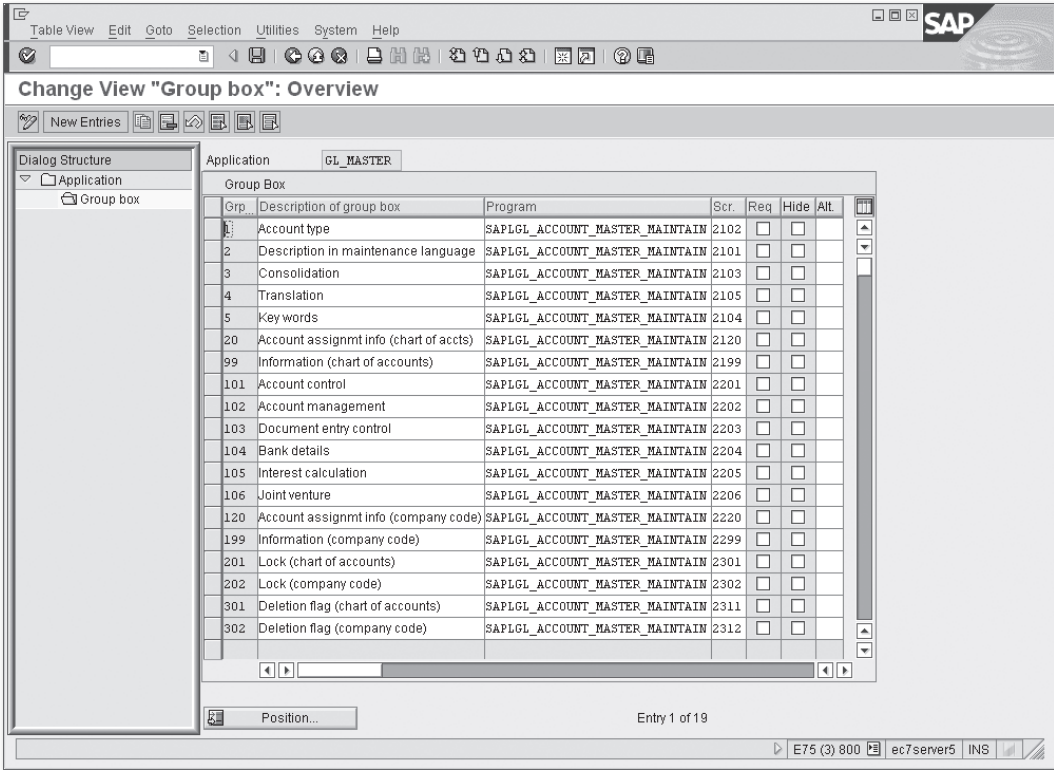 Table View Edit Goto Selection Utilities System Help
SAP
Change View "Group box": Overview
New Entries
Dialog Structure
Application
Group box
Application GL_MASTER
Group Box
Grp... Description of group box Program Scr. Req Hide Alt.
1 Account type SAPLGL_ACCOUNT_MASTER_MAINTAIN 2102
2 Description in maintenance language SAPLGL_ACCOUNT_MASTER_MAINTAIN 2101
3 Consolidation SAPLGL_ACCOUNT_MASTER_MAINTAIN 2103
4 Translation SAPLGL_ACCOUNT_MASTER_MAINTAIN 2105
5 Key words SAPLGL_ACCOUNT_MASTER_MAINTAIN 2104
20 Account assignmt info (chart of accts) SAPLGL_ACCOUNT_MASTER_MAINTAIN 2120
99 Information (chart of accounts) SAPLGL_ACCOUNT_MASTER_MAINTAIN 2199
101 Account control SAPLGL_ACCOUNT_MASTER_MAINTAIN 2201
102 Account management SAPLGL_ACCOUNT_MASTER_MAINTAIN 2202
103 Document entry control SAPLGL_ACCOUNT_MASTER_MAINTAIN 2203
104 Bank details SAPLGL_ACCOUNT_MASTER_MAINTAIN 2204
105 Interest calculation SAPLGL_ACCOUNT_MASTER_MAINTAIN 2205
106 Joint venture SAPLGL_ACCOUNT_MASTER_MAINTAIN 2206
120 Account assignmt info (company code) SAPLGL_ACCOUNT_MASTER_MAINTAIN 2220
199 Information (company code) SAPLGL_ACCOUNT_MASTER_MAINTAIN 2299
201 Lock (chart of accounts) SAPLGL_ACCOUNT_MASTER_MAINTAIN 2301
202 Lock (company code) SAPLGL_ACCOUNT_MASTER_MAINTAIN 2302
301 Deletion flag (chart of accounts) SAPLGL_ACCOUNT_MASTER_MAINTAIN 2311
302 Deletion flag (company code) SAPLGL_ACCOUNT_MASTER_MAINTAIN 2312
Position... Entry 1 of 19
E75 (3) 800 ec7server5 INS